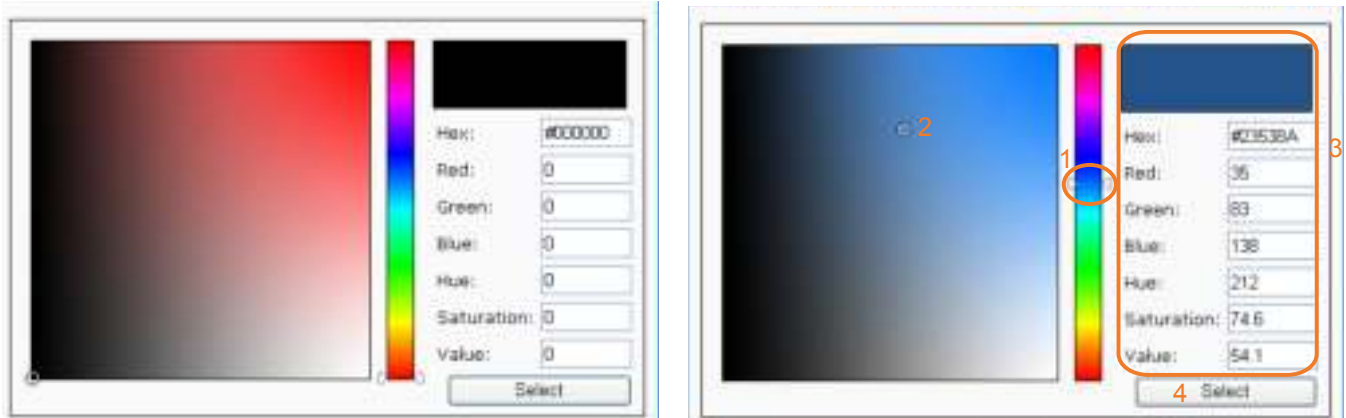 Hex: #000000
Red: 0
Green: 0
Blue: 0
Hue: 0
Saturation: 0
Value: 0
Select
2
1
3
Hex: #23538A
Red: 35
Green: 83
Blue: 138
Hue: 212
Saturation: 74.6
Value: 54.1
4 Select